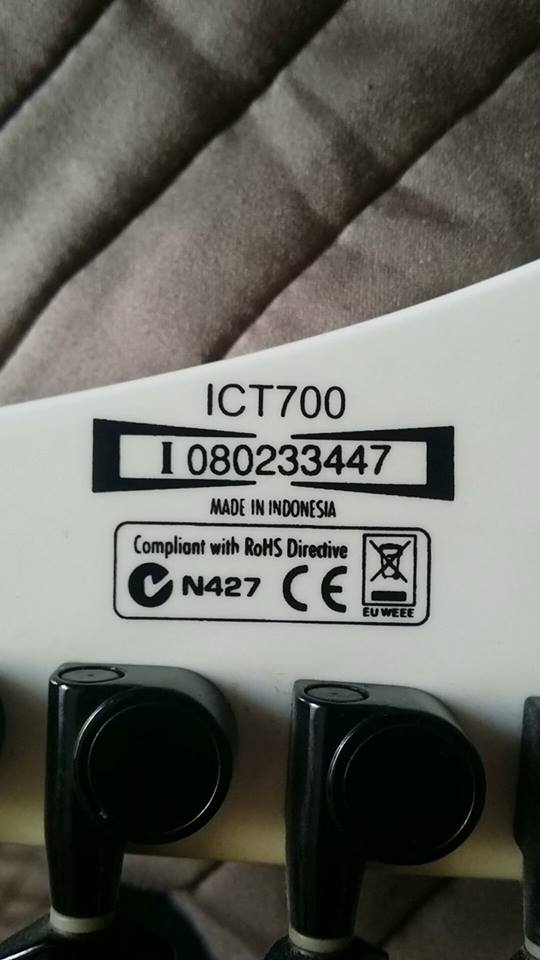 ICT700
I 080233447
MADE IN INDONESIA
Compliant with RoHS Directive
N427 CE
EU WEEE